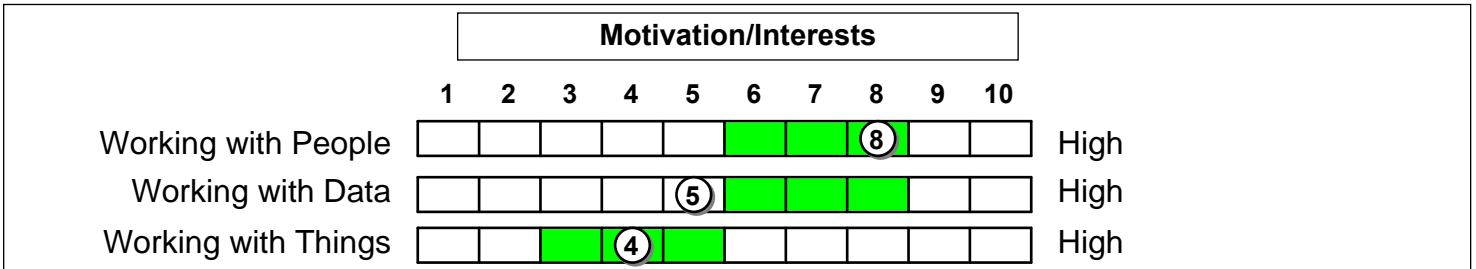 Motivation/Interests
1 2 3 4 5 6 7 8 9 10
Working with People 8 High
Working with Data 5 High
Working with Things 4 High